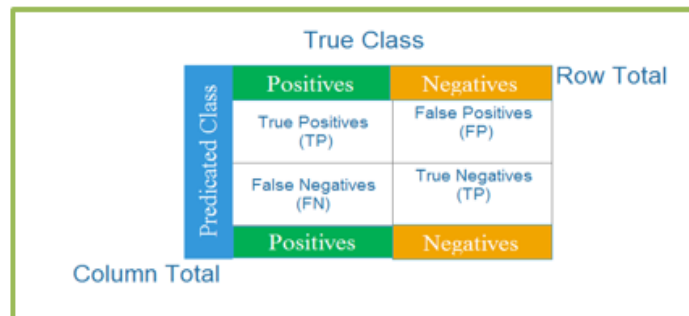 True Class
Positives Negatives Row Total
Predicated Class
True Positives
(TP)
False Positives
(FP)
False Negatives
(FN)
True Negatives
(TP)
Positives Negatives
Column Total